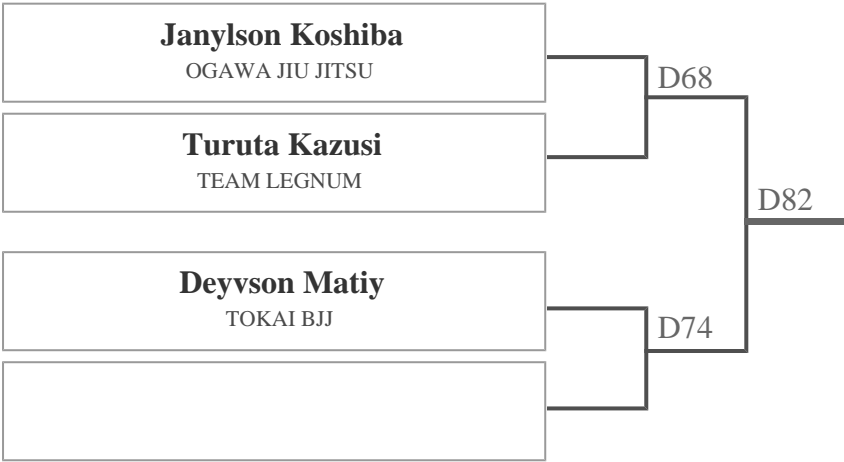 Janylson Koshiba
OGAWA JIU JITSU
D68
Turuta Kazusi
TEAM LEGNUM
D82
Deyvson Matiy
TOKAI BJJ
D74